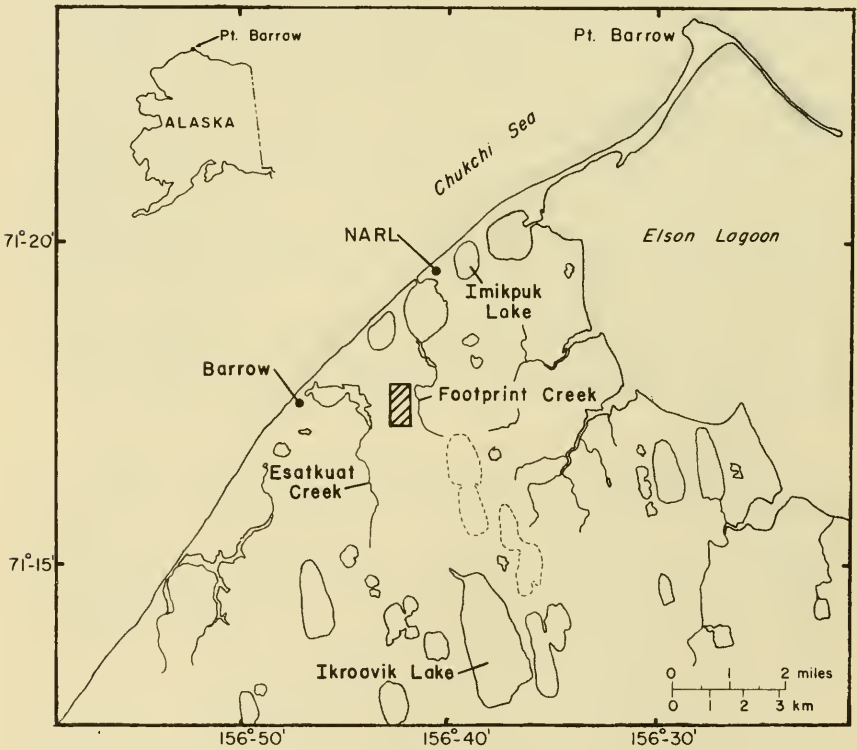 Pt. Barrow
Pt. Barrow
ALASKA
Chukchi Sea
71°20'
NARL
Elson Lagoon
Imikpuk
Lake
Barrow
Footprint Creek
Esatkuat
Creek
71°15'
Ikroavik Lake
0 1 2 miles
0 1 2 3 km
156°50'
156°40'
156°30'